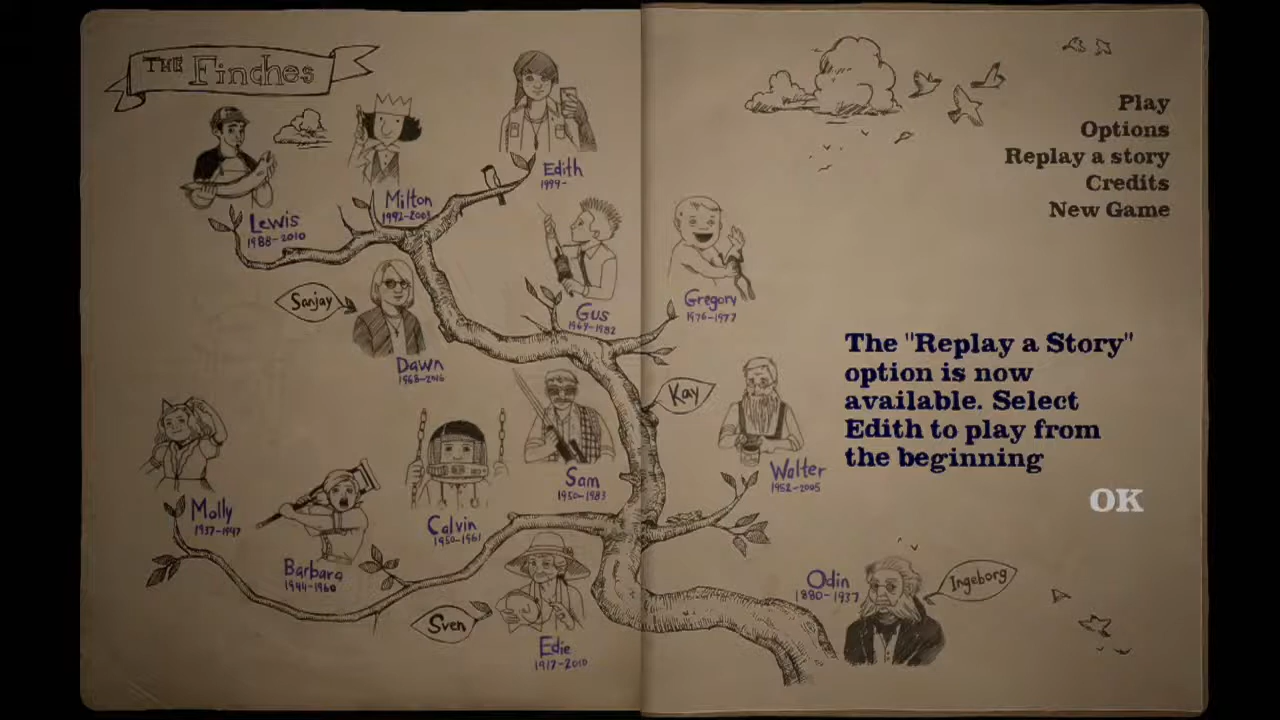 THE Finches
Edith
1999-
Milton
1992-2003
Lewis
1988-2010
Sanjay
Dawn
1968-2016
Gus
1969-1982
Gregory
1976-1977
Kay
Sam
1950-1983
Walter
1952-2005
Calvin
1950-1961
Molly
1937-1947
Barbara
1944-1960
Sven
Edie
1917-2010
Odin
1880-1937
Ingeborg
Play
Options
Replay a story
Credits
New Game
The "Replay a Story"
option is now
available. Select
Edith to play from
the beginning
OK